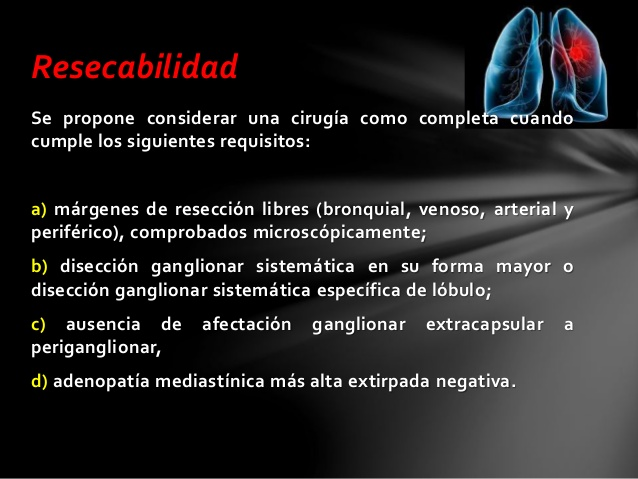 Resecabilidad
Se propone considerar una cirugía como completa cuando
cumple los siguientes requisitos:
a) márgenes de resección libres (bronquial, venoso, arterial y
periférico), comprobados microscópicamente;
b) disección ganglionar sistemática en su forma mayor o
disección ganglionar sistemática específica de lóbulo;
c) ausencia de afectación ganglionar extracapsular a
periganglionar,
d) adenopatía mediastínica más alta extirpada negativa.